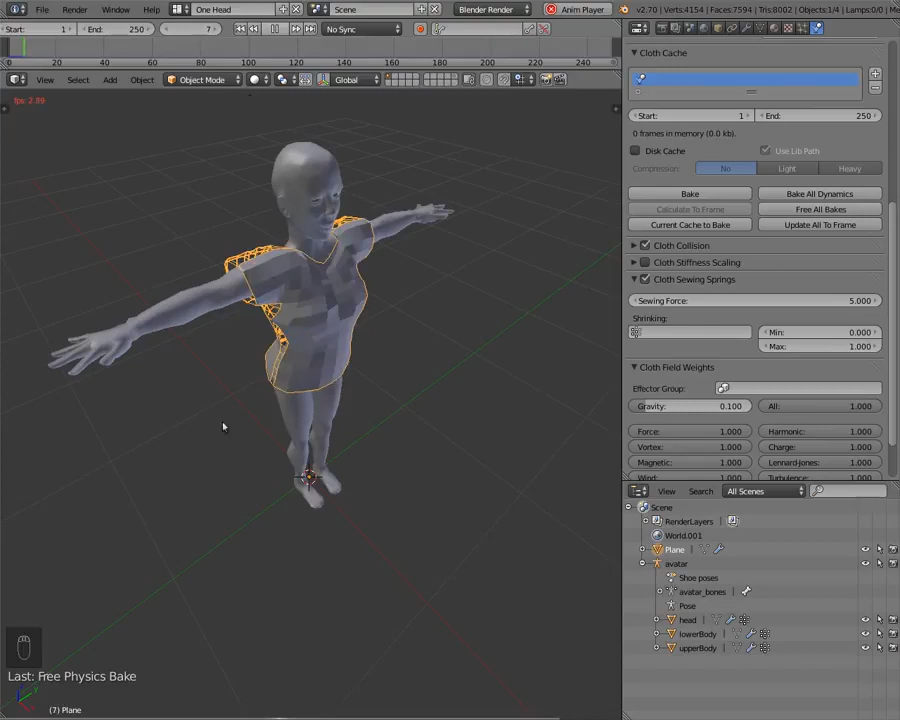 File Render Window Help One Head Scene Blender Render Anim Player v2.70 | Verts:4154 | Faces:7594 | Tris:8002 | Objects:1/4 | Lamps:0/0 |
Start: 1 End: 250 7 No Sync
0 20 40 60 80 100 120 140 160 180 200 220 240
View Select Add Object Object Mode Global
fps: 2.89
Cloth Cache
Start: 1 End: 250
0 frames in memory (0.0 kb).
Disk Cache Use Lib Path
Compression: No Light Heavy
Bake Bake All Dynamics
Calculate To Frame Free All Bakes
Current Cache to Bake Update All To Frame
Cloth Collision
Cloth Stiffness Scaling
Cloth Sewing Springs
Sewing Force: 5.000
Shrinking:
Min: 0.000
Max: 1.000
Cloth Field Weights
Effector Group:
Gravity: 0.100 All: 1.000
Force: 1.000 Harmonic: 1.000
Vortex: 1.000 Charge: 1.000
Magnetic: 1.000 Lennard-Jones: 1.000
Wind: 1.000 Turbulence: 1.000
View Search All Scenes
Scene
RenderLayers
World.001
Plane
avatar
Shoe poses
avatar_bones
Pose
head
lowerBody
upperBody
Last: Free Physics Bake
(7) Plane